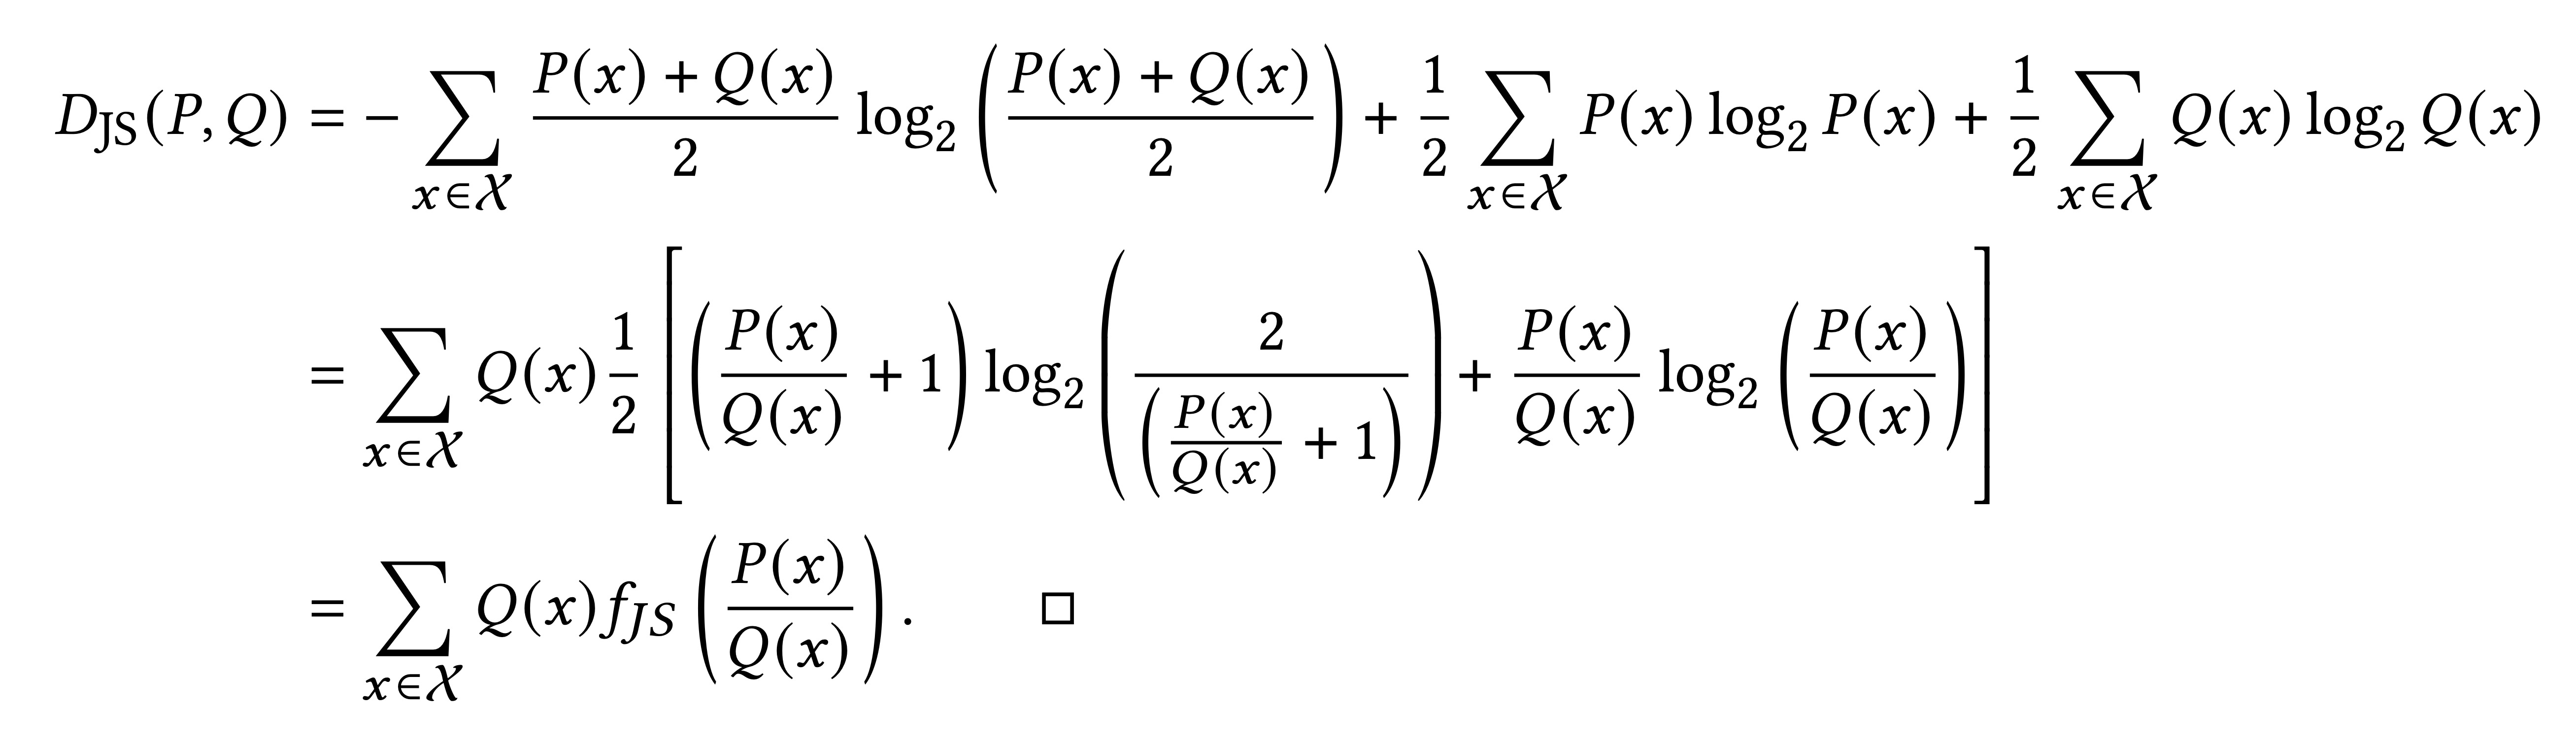 $D_{\mathrm{JS}}(P, Q) = -\sum_{x \in \mathcal{X}} \frac{P(x) + Q(x)}{2} \log_2 \left( \frac{P(x) + Q(x)}{2} \right) + \frac{1}{2} \sum_{x \in \mathcal{X}} P(x) \log_2 P(x) + \frac{1}{2} \sum_{x \in \mathcal{X}} Q(x) \log_2 Q(x)$
$= \sum_{x \in \mathcal{X}} Q(x) \frac{1}{2} \left[ \left( \frac{P(x)}{Q(x)} + 1 \right) \log_2 \left( \frac{2}{\left( \frac{P(x)}{Q(x)} + 1 \right)} \right) + \frac{P(x)}{Q(x)} \log_2 \left( \frac{P(x)}{Q(x)} \right) \right]$
$= \sum_{x \in \mathcal{X}} Q(x) f_{JS} \left( \frac{P(x)}{Q(x)} \right). \qquad \square$